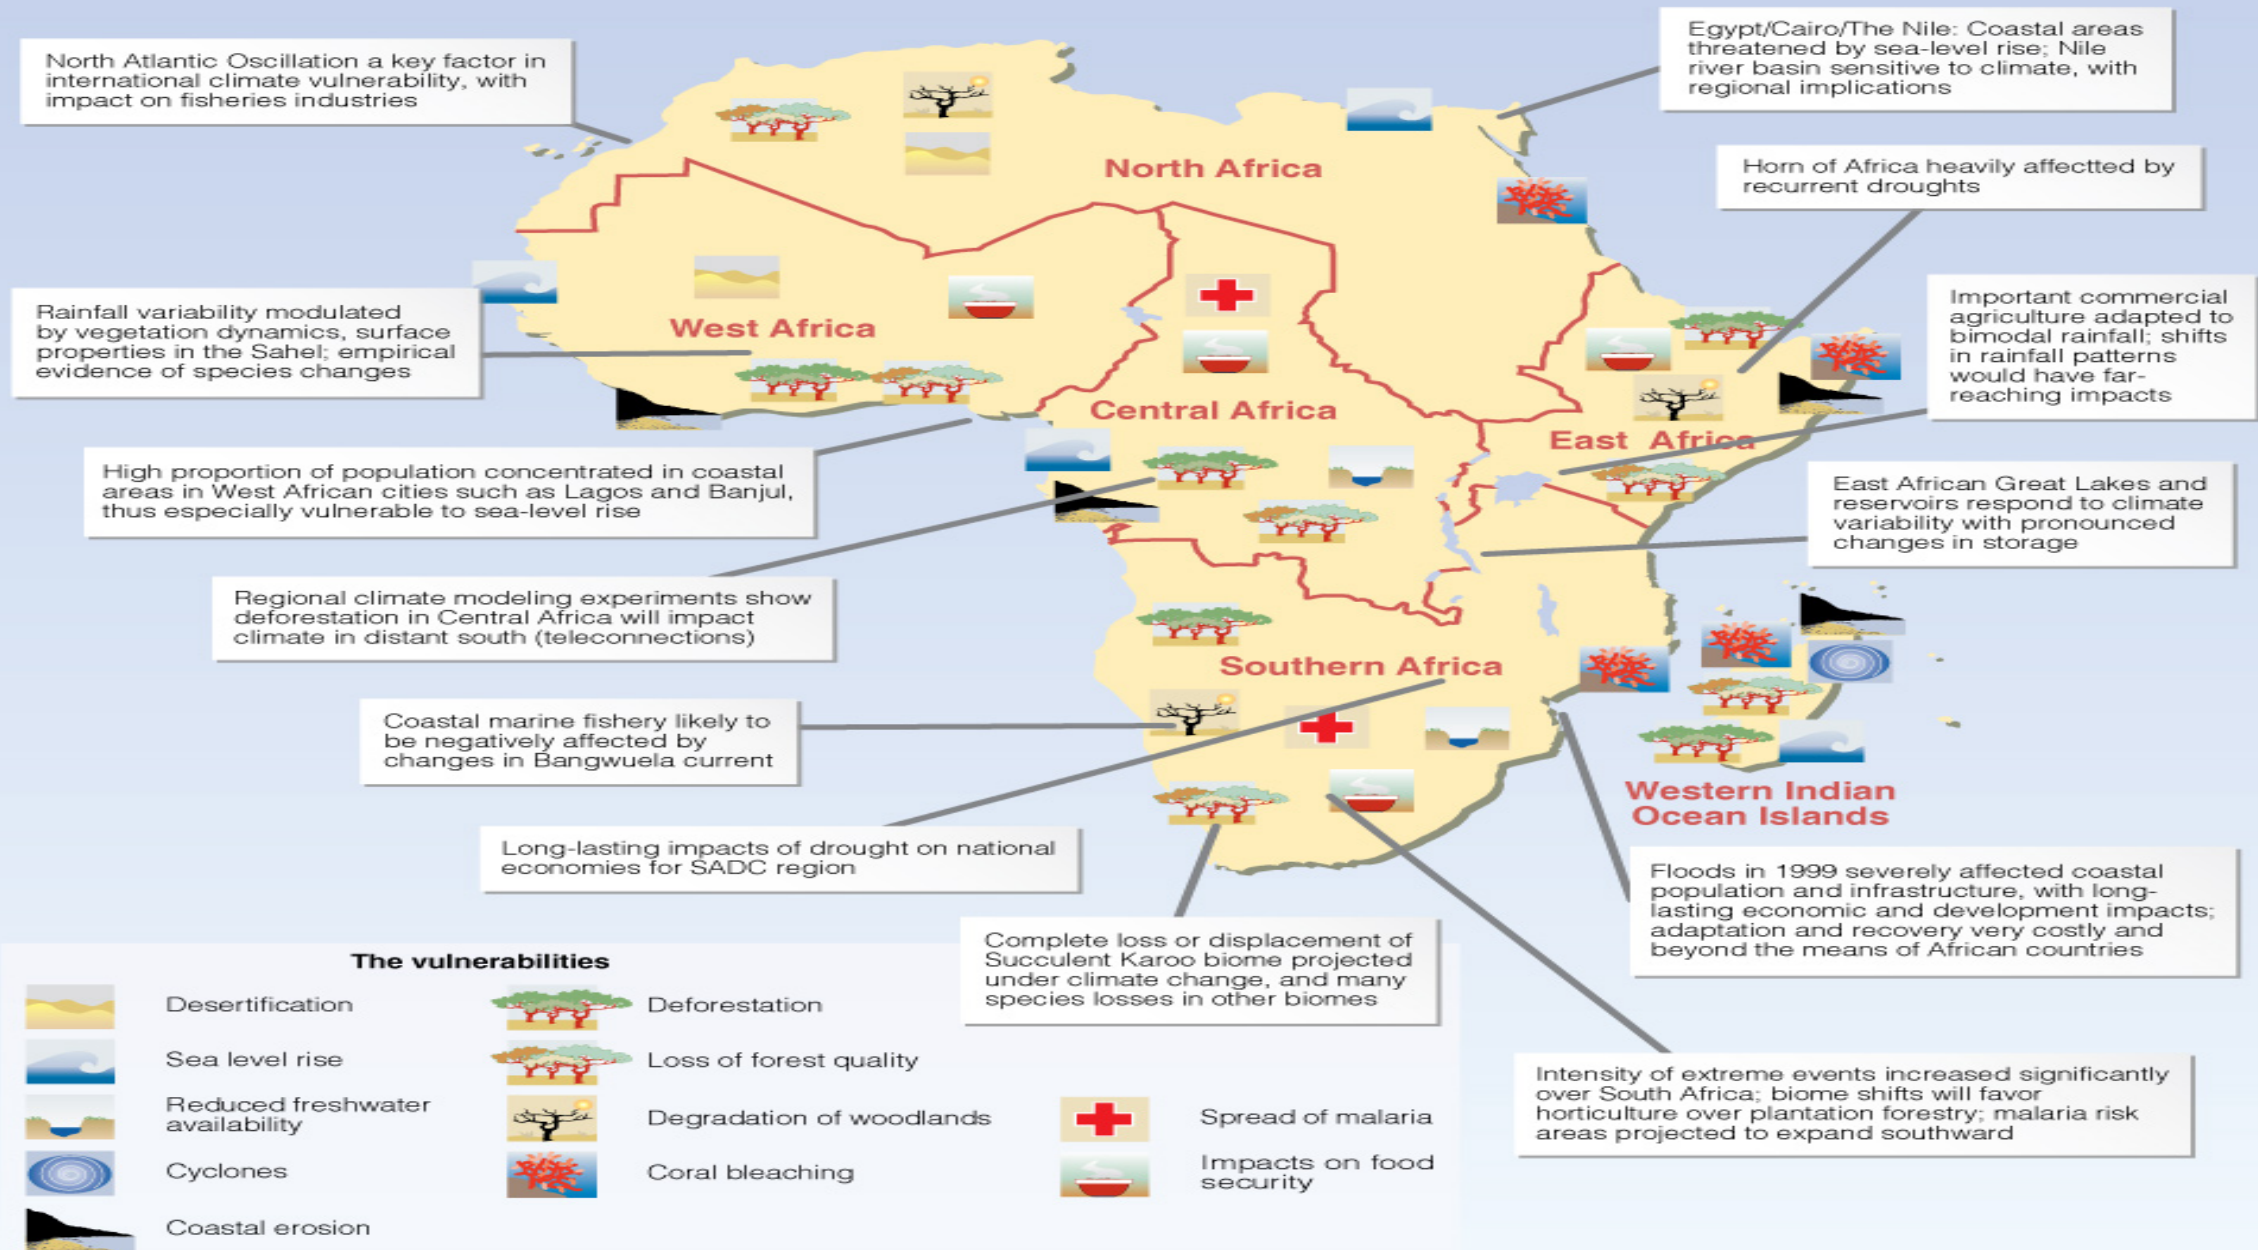 North Atlantic Oscillation a key factor in
international climate vulnerability, with
impact on fisheries industries
Egypt/Cairo/The Nile: Coastal areas
threatened by sea-level rise; Nile
river basin sensitive to climate, with
regional implications
North Africa
Horn of Africa heavily affectted by
recurrent droughts
Rainfall variability modulated
by vegetation dynamics, surface
properties in the Sahel; empirical
evidence of species changes
West Africa
Important commercial
agriculture adapted to
bimodal rainfall; shifts
in rainfall patterns
would have far-
reaching impacts
Central Africa
East Africa
High proportion of population concentrated in coastal
areas in West African cities such as Lagos and Banjul,
thus especially vulnerable to sea-level rise
East African Great Lakes and
reservoirs respond to climate
variability with pronounced
changes in storage
Regional climate modeling experiments show
deforestation in Central Africa will impact
climate in distant south (teleconnections)
Southern Africa
Coastal marine fishery likely to
be negatively affected by
changes in Bangwuela current
Western Indian
Ocean Islands
Long-lasting impacts of drought on national
economies for SADC region
Floods in 1999 severely affected coastal
population and infrastructure, with long-
lasting economic and development impacts;
adaptation and recovery very costly and
beyond the means of African countries
Complete loss or displacement of
Succulent Karoo biome projected
under climate change, and many
species losses in other biomes
Intensity of extreme events increased significantly
over South Africa; biome shifts will favor
horticulture over plantation forestry; malaria risk
areas projected to expand southward
The vulnerabilities
Desertification
Sea level rise
Reduced freshwater
availability
Cyclones
Coastal erosion
Deforestation
Loss of forest quality
Degradation of woodlands
Coral bleaching
Spread of malaria
Impacts on food
security